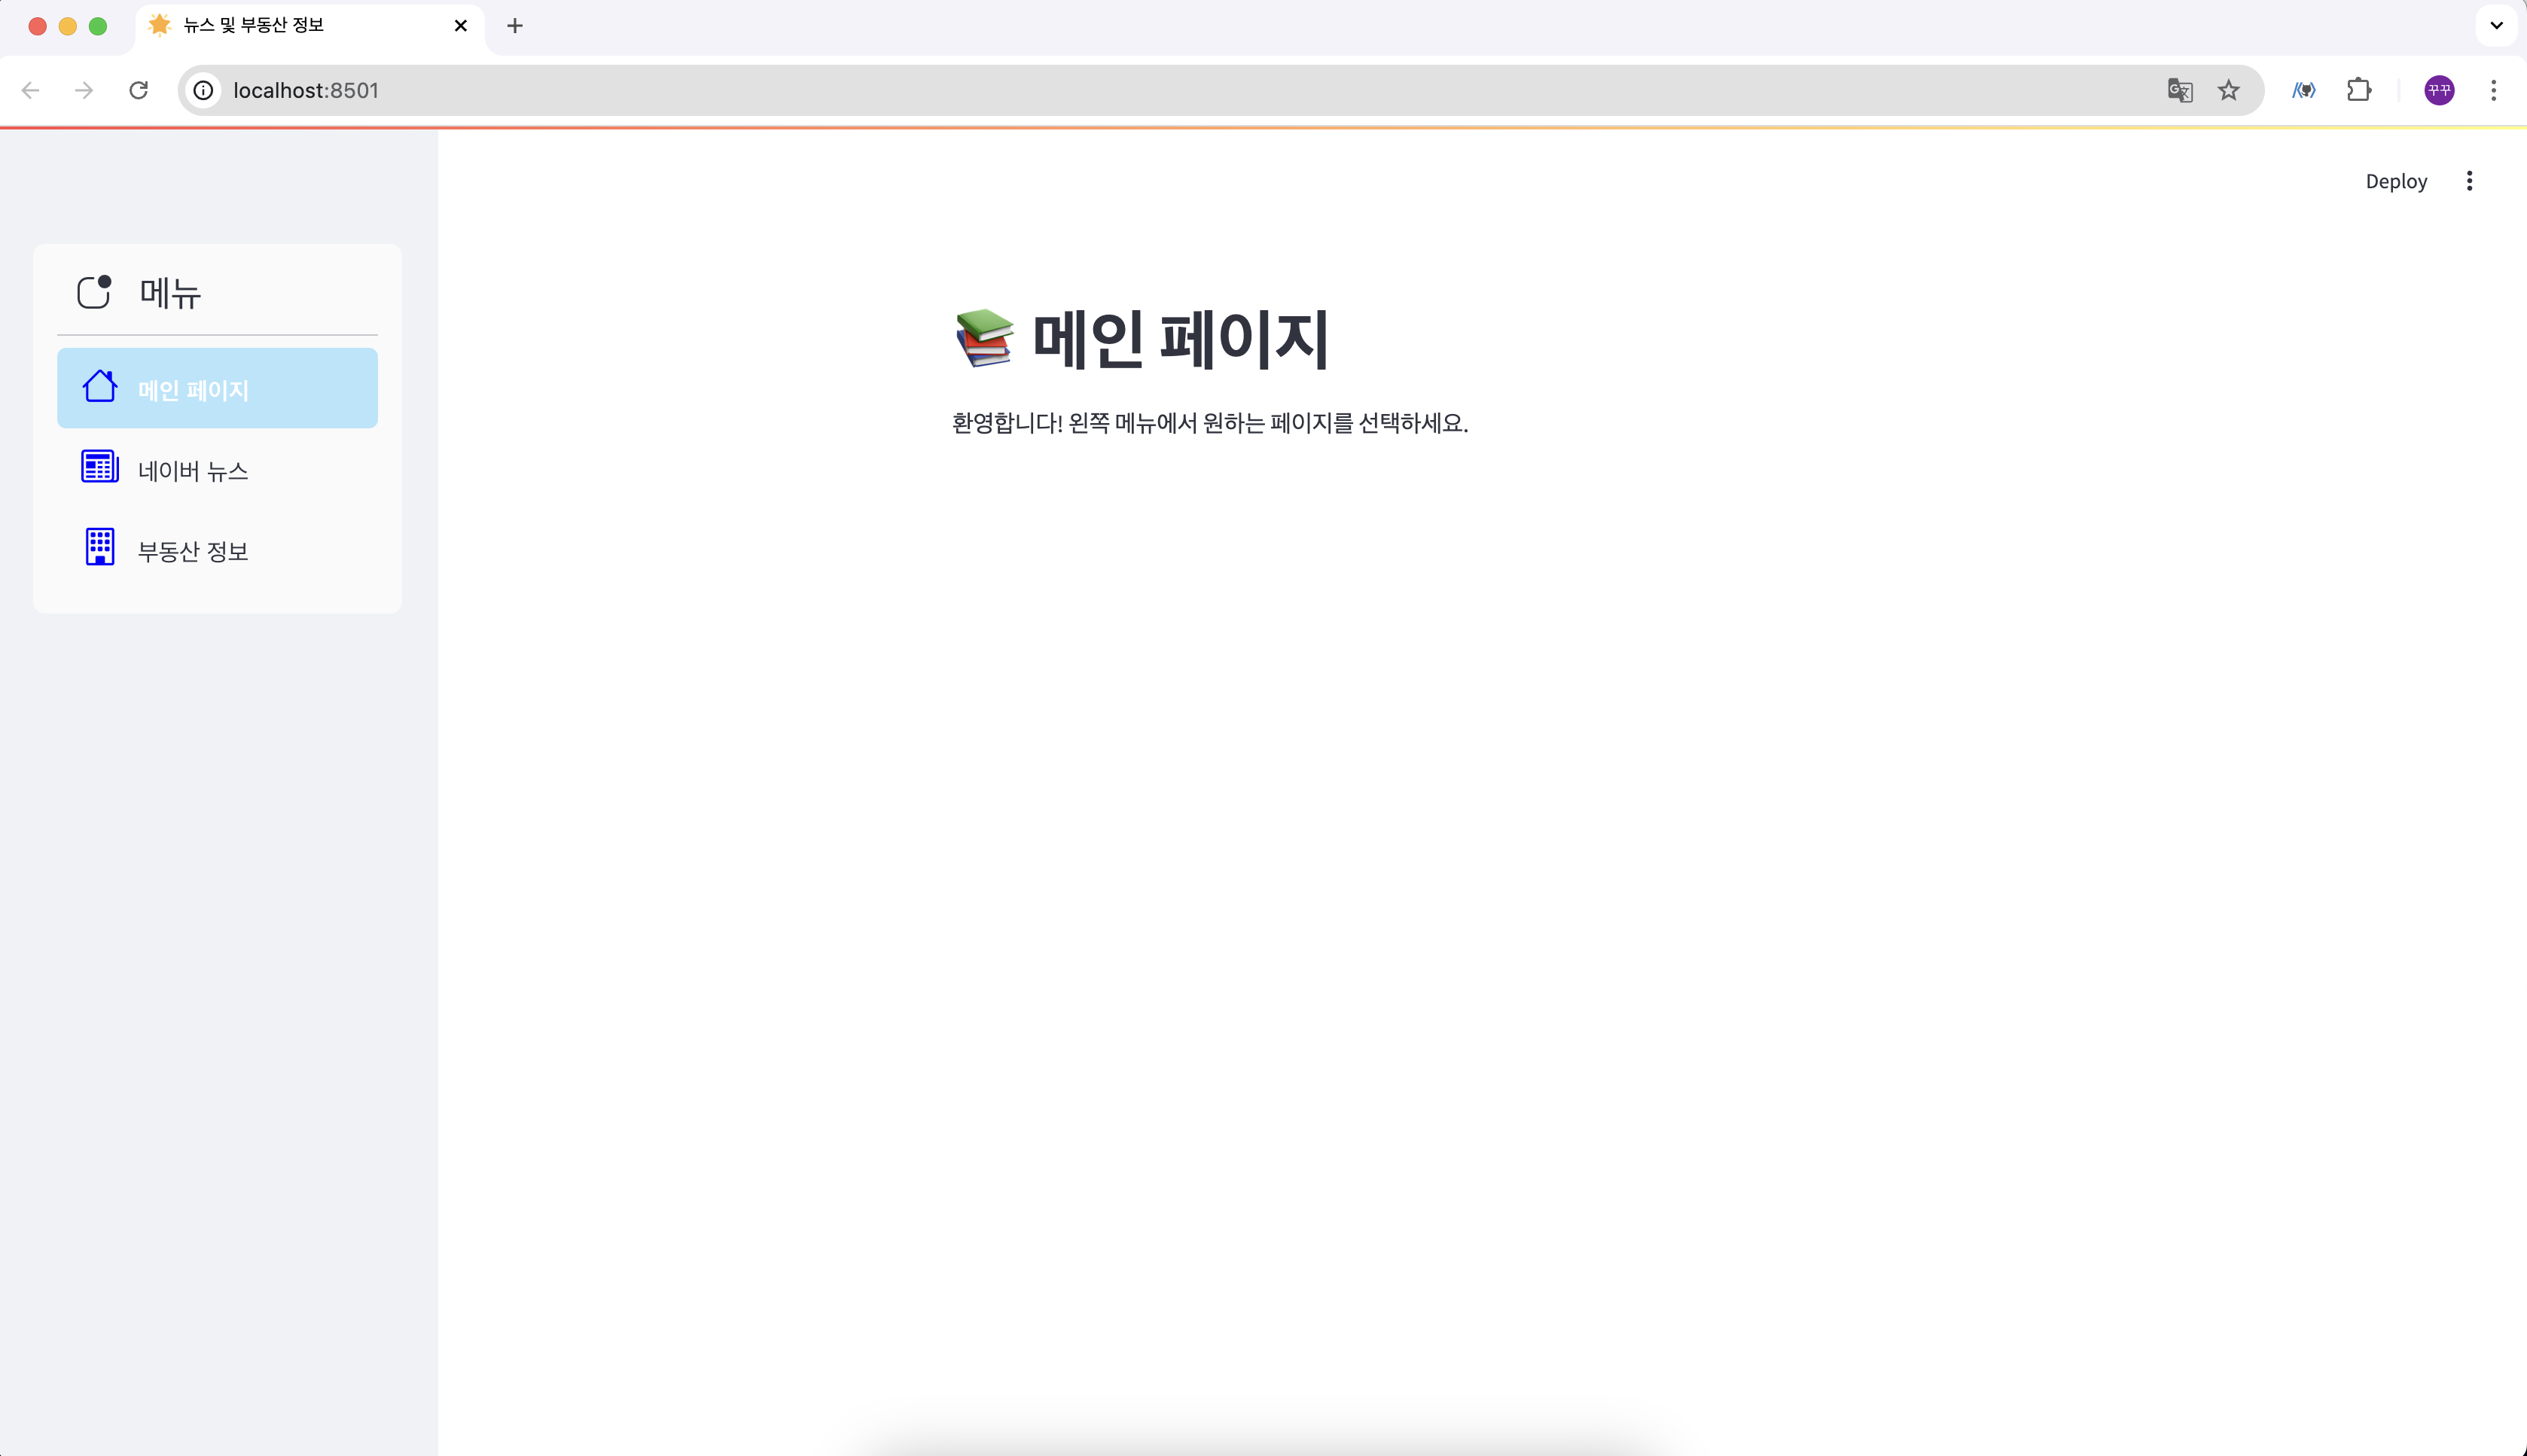 뉴스 및 부동산 정보
localhost:8501
꾸꾸
Deploy
메뉴
메인 페이지
네이버 뉴스
부동산 정보
📚 메인 페이지
환영합니다! 왼쪽 메뉴에서 원하는 페이지를 선택하세요.